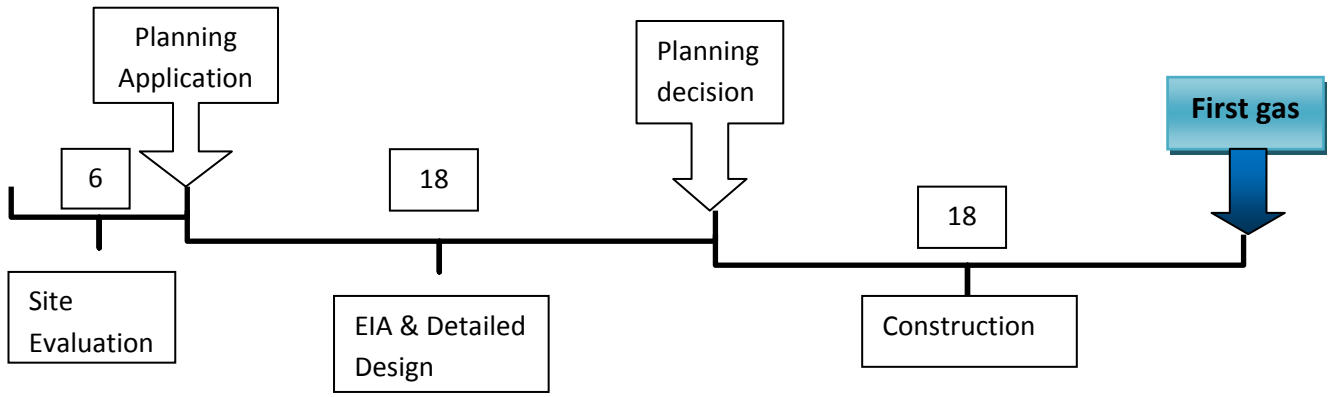 Planning
Application
Planning
decision
First gas
6
18
18
Site
Evaluation
EIA & Detailed
Design
Construction